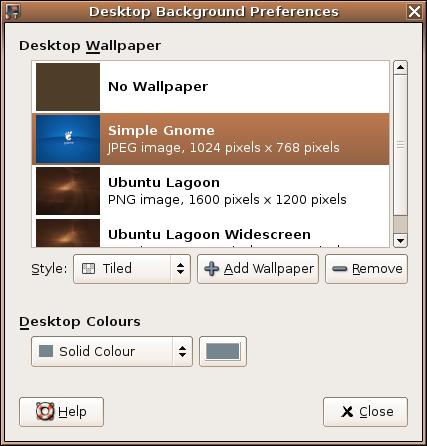 Desktop Background Preferences
Desktop Wallpaper
No Wallpaper
Simple Gnome
JPEG image, 1024 pixels x 768 pixels
Ubuntu Lagoon
PNG image, 1600 pixels x 1200 pixels
Ubuntu Lagoon Widescreen
Style: Tiled Add Wallpaper Remove
Desktop Colours
Solid Colour
Help Close